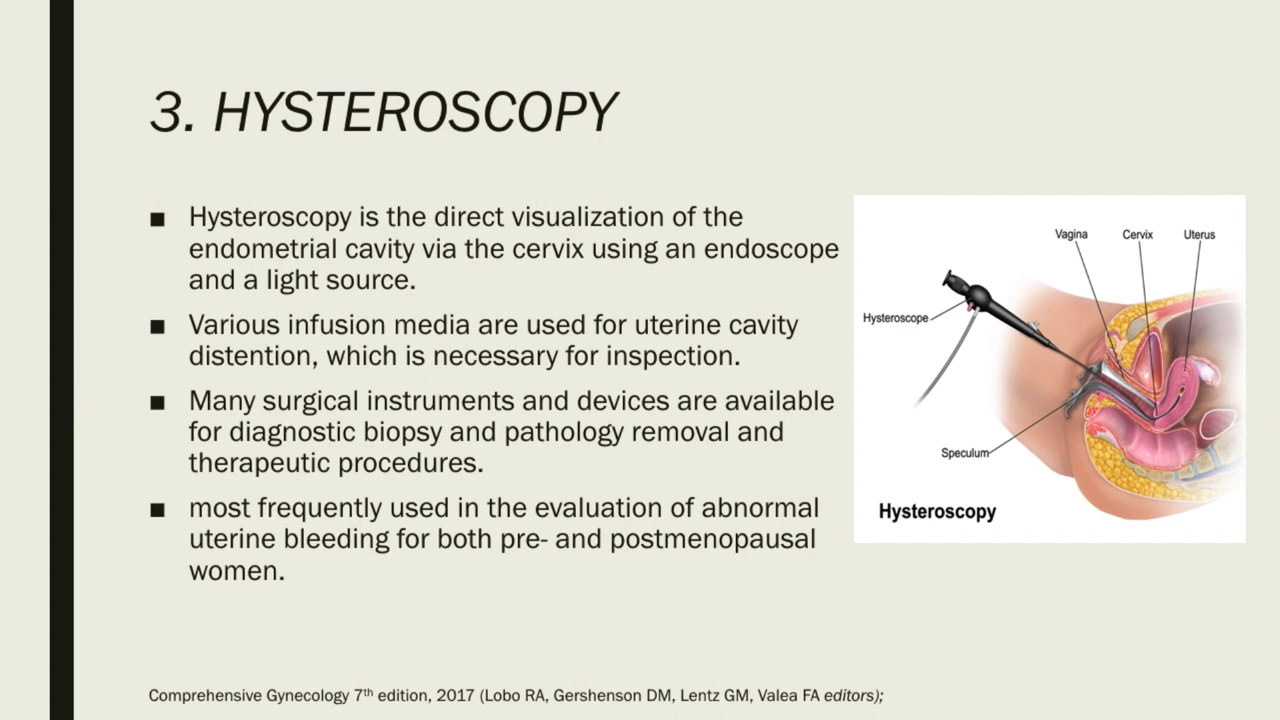 3. HYSTEROSCOPY
■ Hysteroscopy is the direct visualization of the
endometrial cavity via the cervix using an endoscope
and a light source.
■ Various infusion media are used for uterine cavity
distention, which is necessary for inspection.
■ Many surgical instruments and devices are available
for diagnostic biopsy and pathology removal and
therapeutic procedures.
■ most frequently used in the evaluation of abnormal
uterine bleeding for both pre- and postmenopausal
women.
Vagina Cervix Uterus
Hysteroscope
Speculum
Hysteroscopy
Comprehensive Gynecology 7th edition, 2017 (Lobo RA, Gershenson DM, Lentz GM, Valea FA editors);